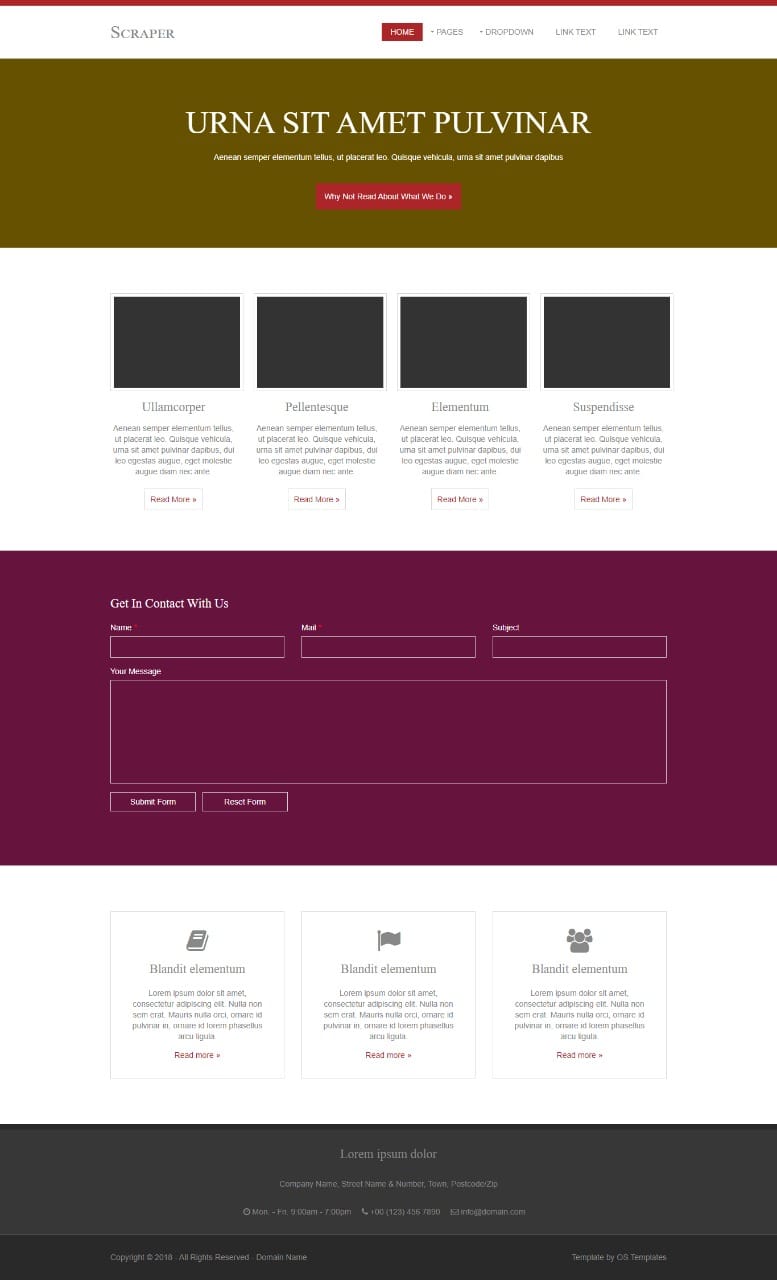 Scraper
HOME PAGES DROPDOWN LINK TEXT LINK TEXT
URNA SIT AMET PULVINAR
Aenean semper elementum tellus, ut placerat leo. Quisque vehicula, urna sit amet pulvinar dapibus
Why Not Read About What We Do »
Ullamcorper
Aenean semper elementum tellus,
ut placerat leo. Quisque vehicula,
urna sit amet pulvinar dapibus, dui
leo egestas augue, eget molestie
augue diam nec ante
Read More »
Pellentesque
Aenean semper elementum tellus,
ut placerat leo. Quisque vehicula,
urna sit amet pulvinar dapibus, dui
leo egestas augue, eget molestie
augue diam nec ante
Read More »
Elementum
Aenean semper elementum tellus,
ut placerat leo. Quisque vehicula,
urna sit amet pulvinar dapibus, dui
leo egestas augue, eget molestie
augue diam nec ante
Read More »
Suspendisse
Aenean semper elementum tellus,
ut placerat leo. Quisque vehicula,
urna sit amet pulvinar dapibus, dui
leo egestas augue, eget molestie
augue diam nec ante
Read More »
Get In Contact With Us
Name * Mail * Subject
Your Message
Submit Form Reset Form
Blandit elementum
Lorem ipsum dolor sit amet,
consectetur adipiscing elit. Nulla non
sem erat. Mauris nulla orci, ornare id
pulvinar in, ornare id lorem phasellus
arcu ligula.
Read more »
Blandit elementum
Lorem ipsum dolor sit amet,
consectetur adipiscing elit. Nulla non
sem erat. Mauris nulla orci, ornare id
pulvinar in, ornare id lorem phasellus
arcu ligula.
Read more »
Blandit elementum
Lorem ipsum dolor sit amet,
consectetur adipiscing elit. Nulla non
sem erat. Mauris nulla orci, ornare id
pulvinar in, ornare id lorem phasellus
arcu ligula.
Read more »
Lorem ipsum dolor
Company Name, Street Name & Number, Town, Postcode/Zip
Mon. - Fri. 9:00am - 7:00pm +00 (123) 456 7890 info@domain.com
Copyright © 2018 - All Rights Reserved - Domain Name Template by OS Templates